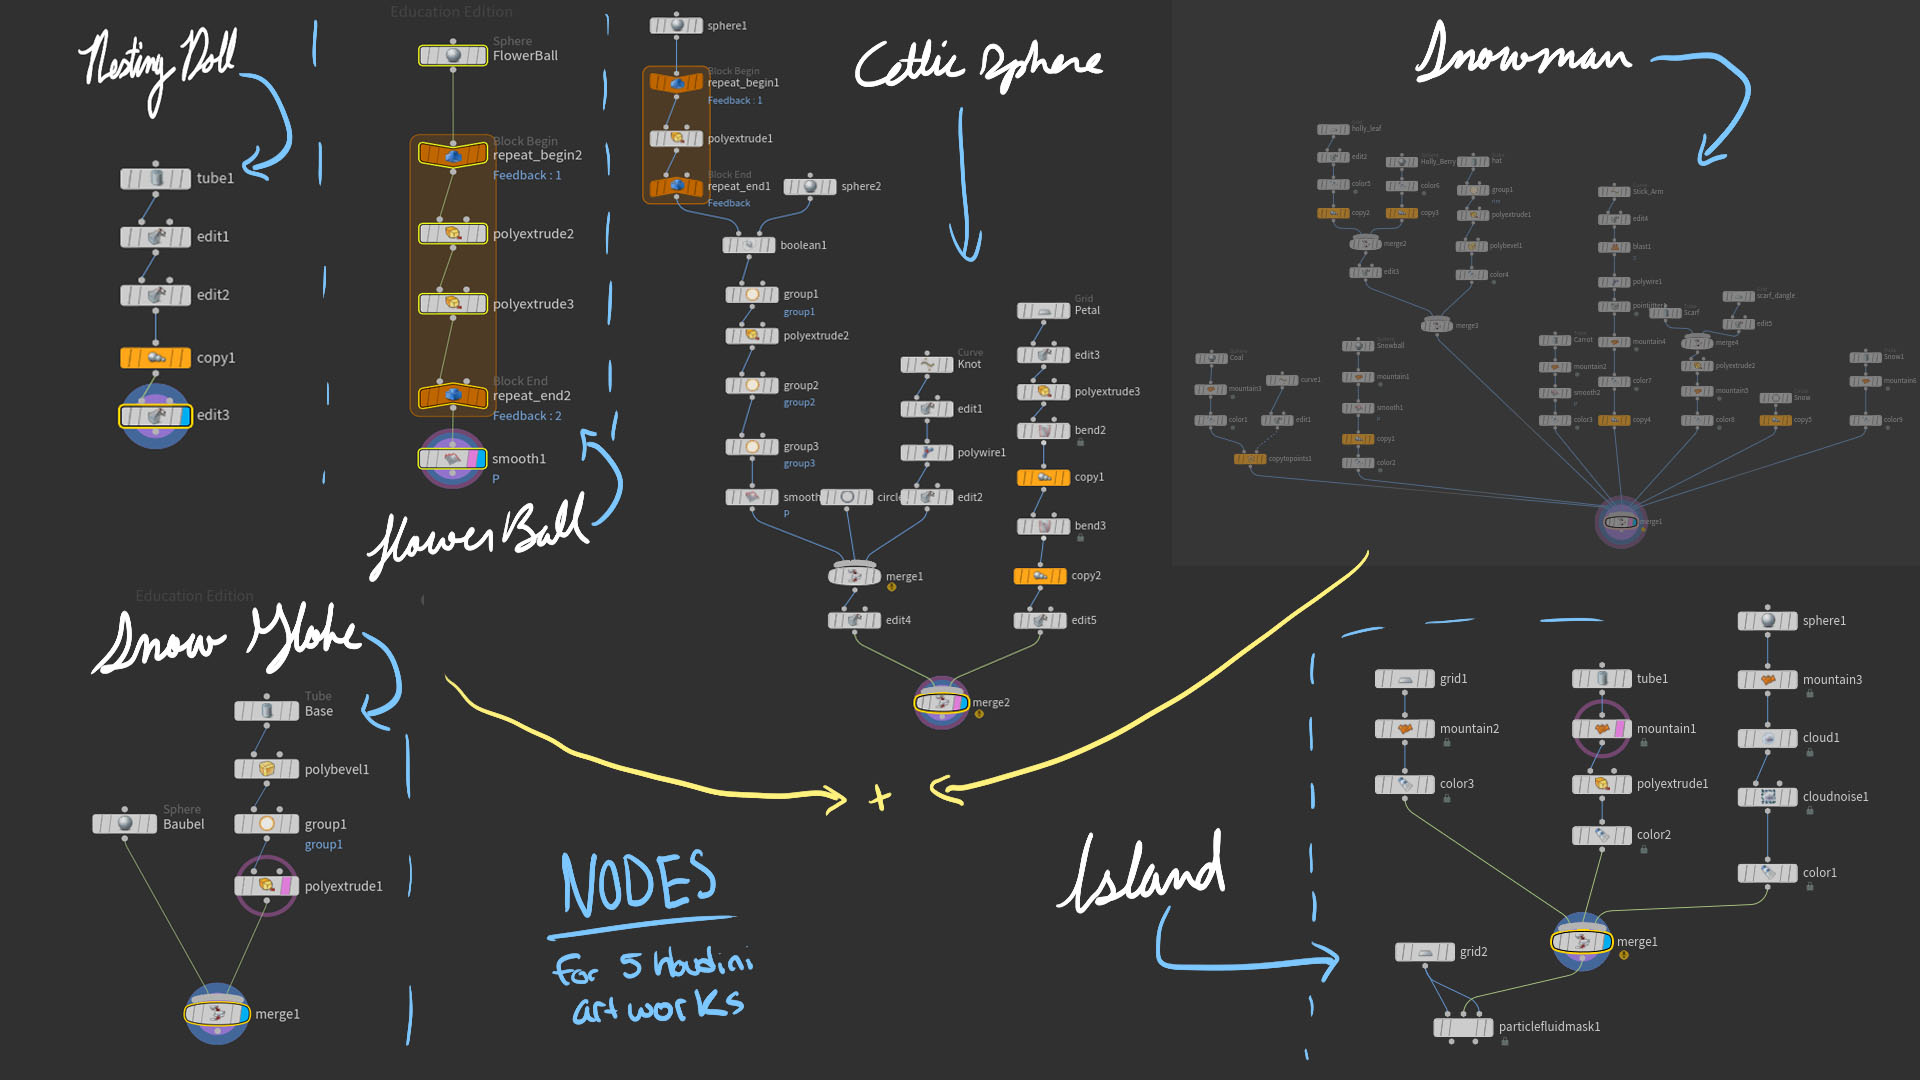 Nesting Doll
tube1
edit1
edit2
copy1
edit3
Education Edition
Sphere
FlowerBall
Block Begin
repeat_begin2
Feedback : 1
polyextrude2
polyextrude3
Block End
repeat_end2
Feedback : 2
smooth1
P
Flower Ball
sphere1
Block Begin
repeat_begin1
Feedback : 1
polyextrude1
Block End
repeat_end1
Feedback
sphere2
boolean1
group1
group1
polyextrude2
group2
group2
group3
group3
smooth
P
circle
Curve
Knot
edit1
polywire1
edit2
merge1
edit4
Grid
Petal
edit3
polyextrude3
bend2
copy1
bend3
copy2
edit5
merge2
Celtic Sphere
Snowman
holly_leaf
edit2
color5
copy2
Holly_Berry
color6
copy3
hat
group1
rim
polyextrude1
polybevel1
color4
merge2
edit3
merge3
Stick_Arm
edit4
blast1
polywire1
pointjitter
mountain4
color7
copy4
Scarf
scarf_dangle
edit5
merge4
polyextrude2
mountain5
color8
Carrot
mountain2
smooth2
color3
Snow
copy5
Snow1
mountain6
color9
Coal
mountain3
color1
curve1
edit1
copytopoints1
Snowball
mountain1
smooth1
copy1
color2
merge1
Education Edition
Snow Globe
Tube
Base
polybevel1
Sphere
Baubel
group1
group1
polyextrude1
merge1
+
NODES
for 5 Houdini
artworks
Island
grid1
mountain2
color3
tube1
mountain1
polyextrude1
color2
sphere1
mountain3
cloud1
cloudnoise1
color1
merge1
grid2
particlefluidmask1